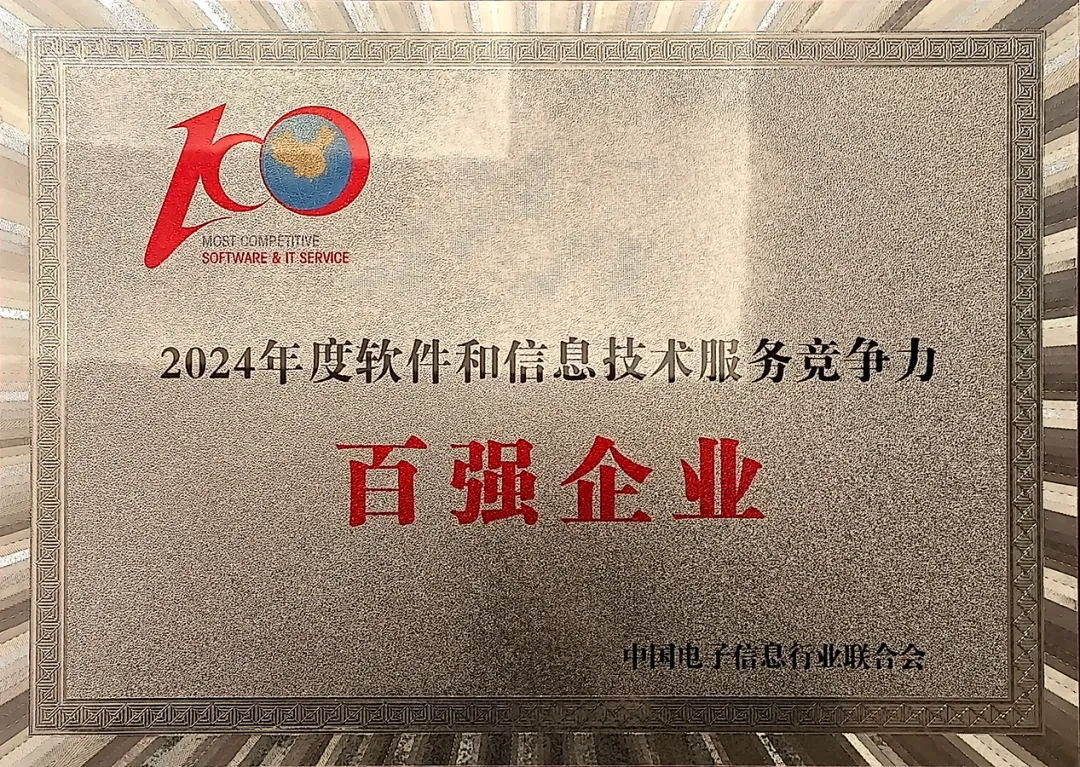 100
MOST COMPETITIVE
SOFTWARE & IT SERVICE
2024年度软件和信息技术服务竞争力
百强企业
中国电子信息行业联合会